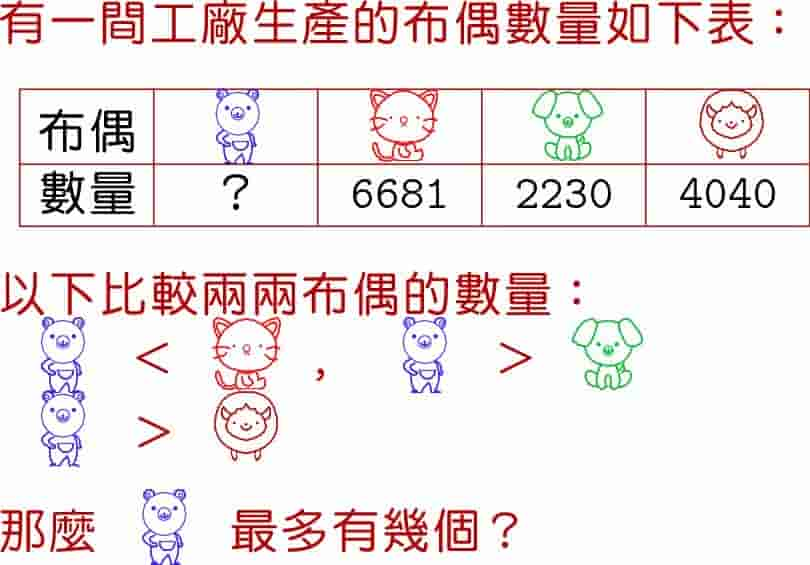 有一間工廠生產的布偶數量如下表：
布偶
數量 ? 6681 2230 4040
以下比較兩兩布偶的數量：
< , >
>
那麼 最多有幾個？